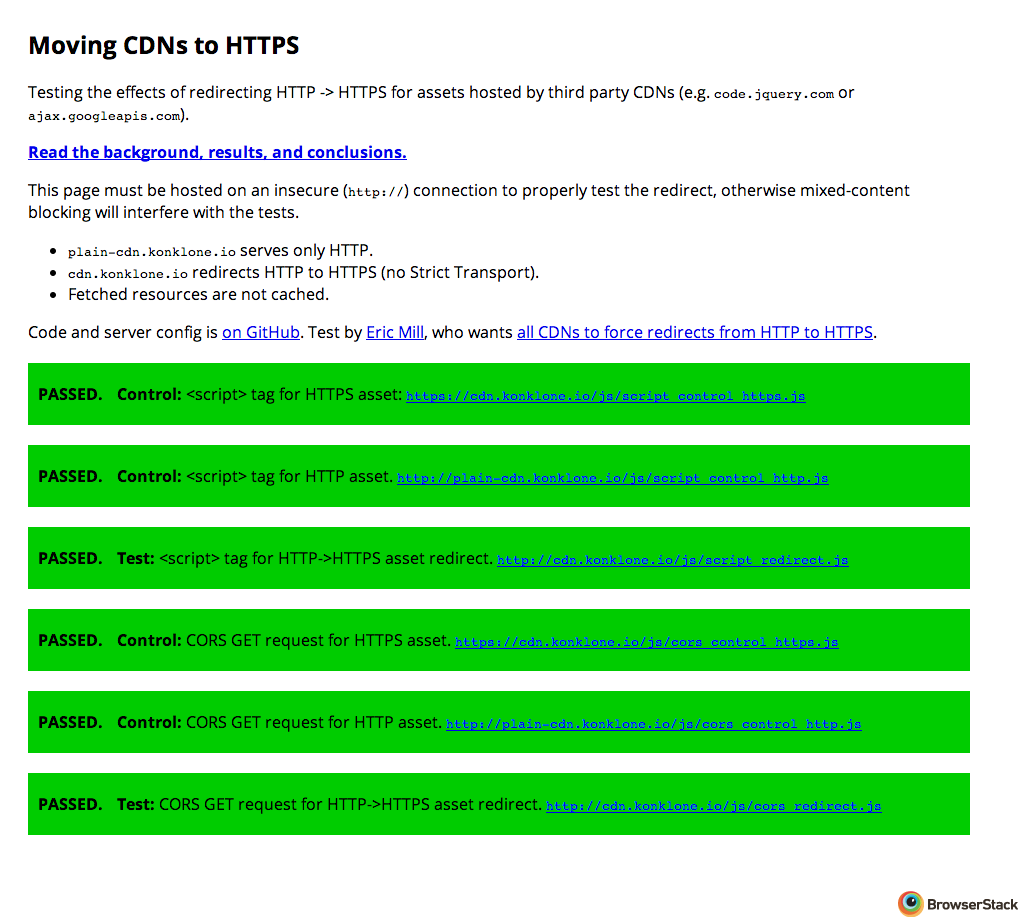 Moving CDNs to HTTPS
Testing the effects of redirecting HTTP -> HTTPS for assets hosted by third party CDNs (e.g. code.jquery.com or
ajax.googleapis.com).
Read the background, results, and conclusions.
This page must be hosted on an insecure (http://) connection to properly test the redirect, otherwise mixed-content
blocking will interfere with the tests.
• plain-cdn.konklone.io serves only HTTP.
• cdn.konklone.io redirects HTTP to HTTPS (no Strict Transport).
• Fetched resources are not cached.
Code and server config is on GitHub. Test by Eric Mill, who wants all CDNs to force redirects from HTTP to HTTPS.
PASSED. Control: <script> tag for HTTPS asset: https://cdn.konklone.io/js/script_control_https.js
PASSED. Control: <script> tag for HTTP asset. http://plain-cdn.konklone.io/js/script_control_http.js
PASSED. Test: <script> tag for HTTP->HTTPS asset redirect. http://cdn.konklone.io/js/script_redirect.js
PASSED. Control: CORS GET request for HTTPS asset. https://cdn.konklone.io/js/cors_control_https.js
PASSED. Control: CORS GET request for HTTP asset. http://plain-cdn.konklone.io/js/cors_control_http.js
PASSED. Test: CORS GET request for HTTP->HTTPS asset redirect. http://cdn.konklone.io/js/cors_redirect.js
BrowserStack